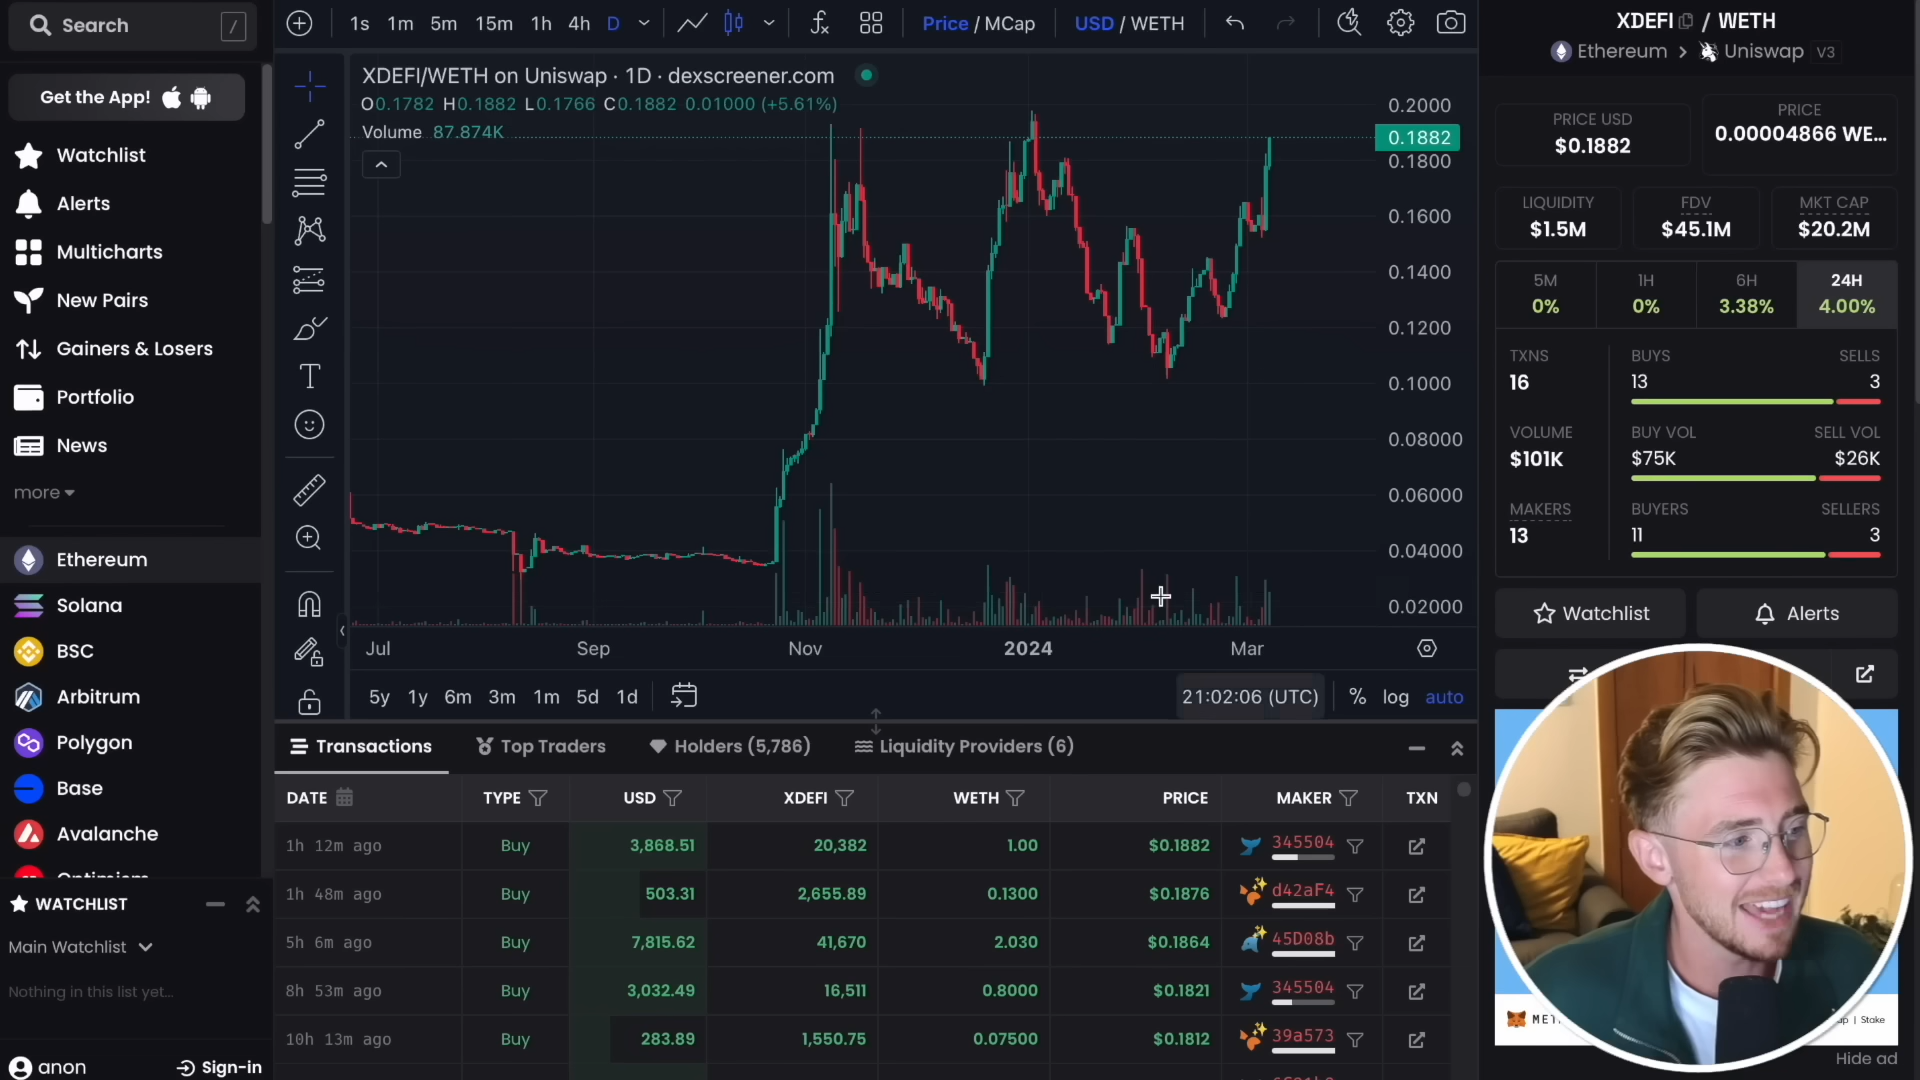 Search
/
Get the App!
Watchlist
Alerts
Multicharts
New Pairs
Gainers & Losers
Portfolio
News
more
Ethereum
Solana
BSC
Arbitrum
Polygon
Base
Avalanche
WATCHLIST
Main Watchlist
Nothing in this list yet...
anon
Sign-in
1s 1m 5m 15m 1h 4h D
Price / MCap
USD / WETH
XDEFI/WETH on Uniswap · 1D · dexscreener.com
O0.1782 H0.1882 L0.1766 C0.1882 0.01000 (+5.61%)
Volume 87.874K
0.2000
0.1882
0.1800
0.1600
0.1400
0.1200
0.1000
0.08000
0.06000
0.04000
0.02000
Jul Sep Nov 2024 Mar
5y 1y 6m 3m 1m 5d 1d
21:02:06 (UTC) % log auto
Transactions Top Traders Holders (5,786) Liquidity Providers (6)
DATE TYPE USD XDEFI WETH PRICE MAKER TXN
1h 12m ago Buy 3,868.51 20,382 1.00 $0.1882 345504
1h 48m ago Buy 503.31 2,655.89 0.1300 $0.1876 d42aF4
5h 6m ago Buy 7,815.62 41,670 2.030 $0.1864 45D08b
8h 53m ago Buy 3,032.49 16,511 0.8000 $0.1821 345504
10h 13m ago Buy 283.89 1,550.75 0.07500 $0.1812 39a573
XDEFI / WETH
Ethereum > Uniswap V3
PRICE USD
$0.1882
PRICE
0.00004866 WE...
LIQUIDITY
$1.5M
FDV
$45.1M
MKT CAP
$20.2M
5M
0%
1H
0%
6H
3.38%
24H
4.00%
TXNS
16
BUYS SELLS
13 3
VOLUME
$101K
BUY VOL SELL VOL
$75K $26K
MAKERS
13
BUYERS SELLERS
11 3
Watchlist
Alerts
| Stake
Hide ad